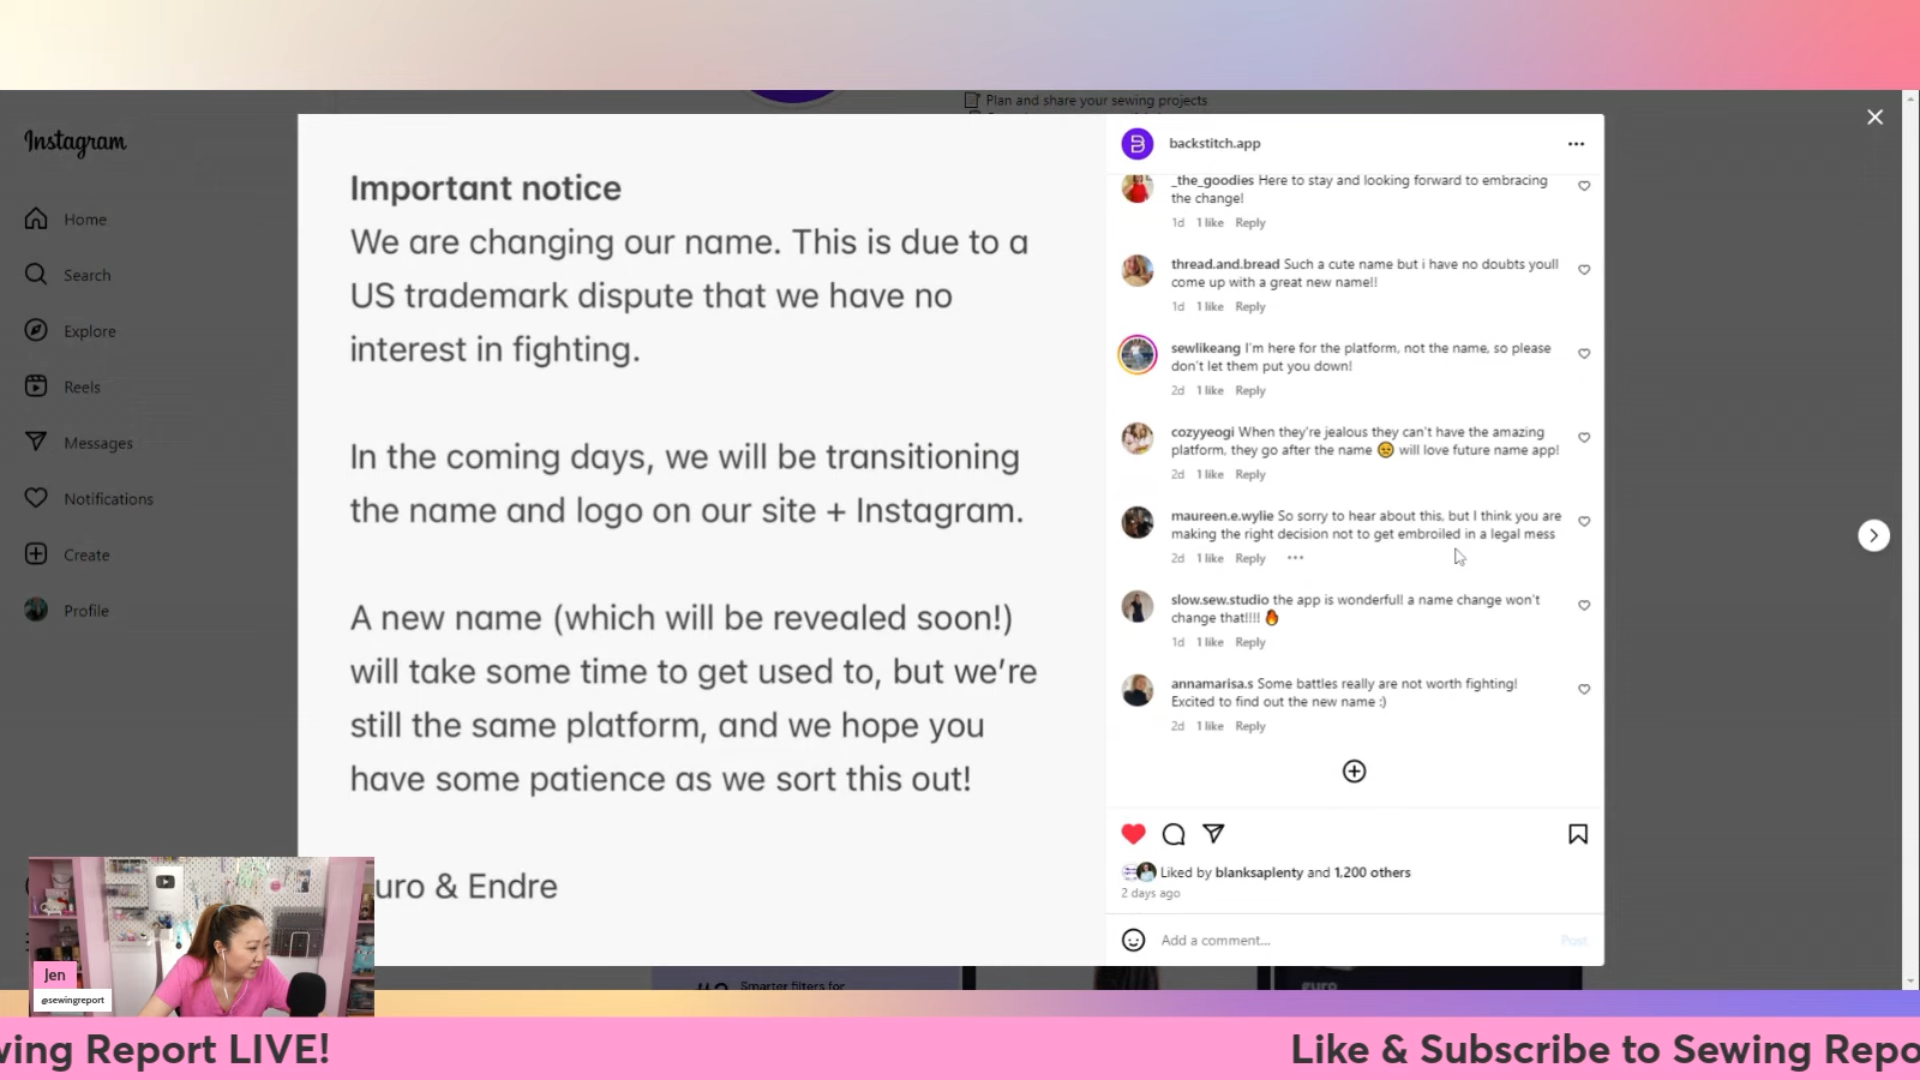 Plan and share your sewing projects
Instagram
Home
Search
Explore
Reels
Messages
Notifications
Create
Profile
Important notice
We are changing our name. This is due to a
US trademark dispute that we have no
interest in fighting.
In the coming days, we will be transitioning
the name and logo on our site + Instagram.
A new name (which will be revealed soon!)
will take some time to get used to, but we're
still the same platform, and we hope you
have some patience as we sort this out!
uro & Endre
backstitch.app
_the_goodies Here to stay and looking forward to embracing
the change!
1d 1 like Reply
thread.and.bread Such a cute name but i have no doubts youll
come up with a great new name!!
1d 1 like Reply
sewlikeang I'm here for the platform, not the name, so please
don't let them put you down!
2d 1 like Reply
cozyyeogi When they're jealous they can't have the amazing
platform, they go after the name 😔 will love future name app!
2d 1 like Reply
maureen.e.wylie So sorry to hear about this, but I think you are
making the right decision not to get embroiled in a legal mess
2d 1 like Reply
slow.sew.studio the app is wonderful! a name change won't
change that!!!! 🔥
1d 1 like Reply
annamarisa.s Some battles really are not worth fighting!
Excited to find out the new name :)
2d 1 like Reply
Liked by blanksaplenty and 1,200 others
2 days ago
Add a comment...
Post
Smarter filters for
guro
Jen
@sewingreport
wing Report LIVE!
Like & Subscribe to Sewing Repo